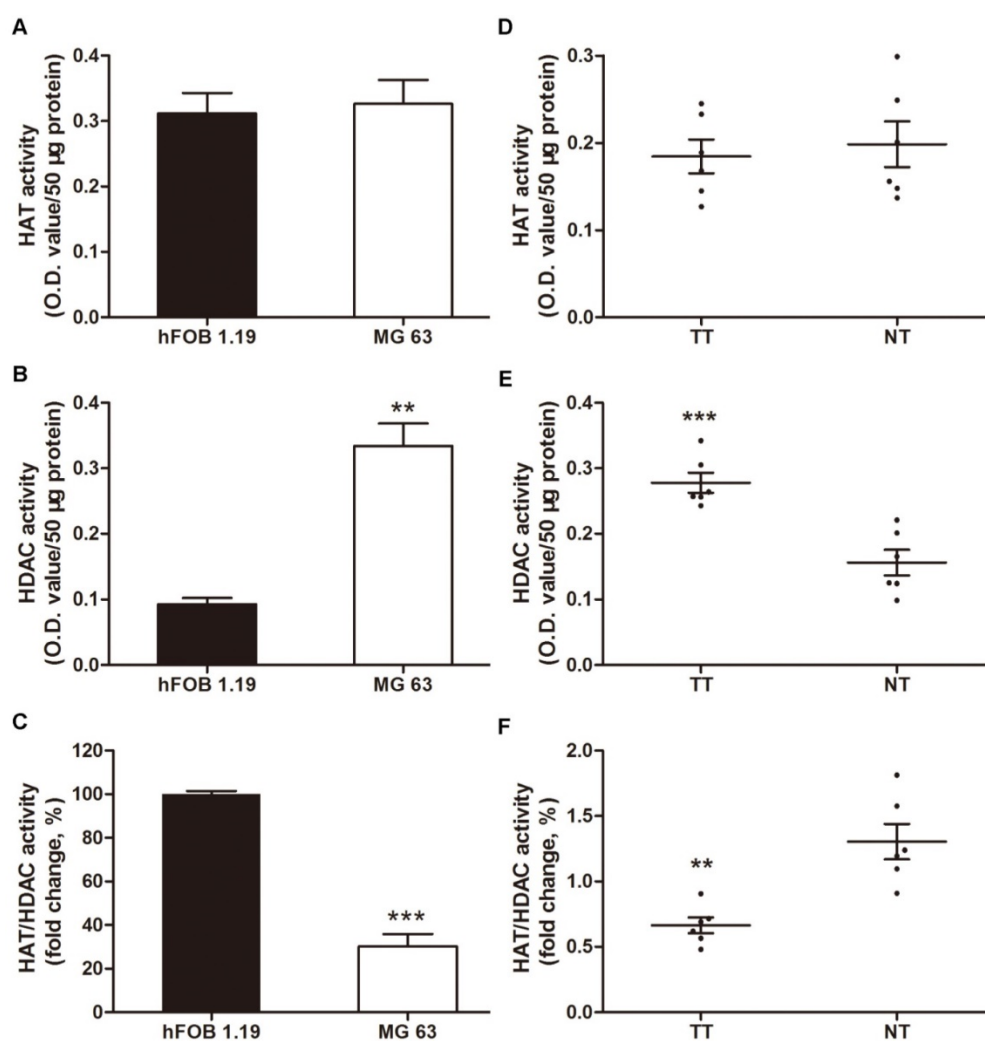 A
HAT activity
(O.D. value/50 µg protein)
0.4
0.3
0.2
0.1
0.0
hFOB 1.19 MG 63
D
HAT activity
(O.D. value/50 µg protein)
0.3
0.2
0.1
0.0
TT NT
B
HDAC activity
(O.D. value/50 µg protein)
0.4
0.3
0.2
0.1
0.0
**
hFOB 1.19 MG 63
E
HDAC activity
(O.D. value/50 µg protein)
0.4
0.3
0.2
0.1
0.0
***
TT NT
C
HAT/HDAC activity
(fold change, %)
120
100
80
60
40
20
0
***
hFOB 1.19 MG 63
F
HAT/HDAC activity
(fold change, %)
2.0
1.5
1.0
0.5
0.0
**
TT NT